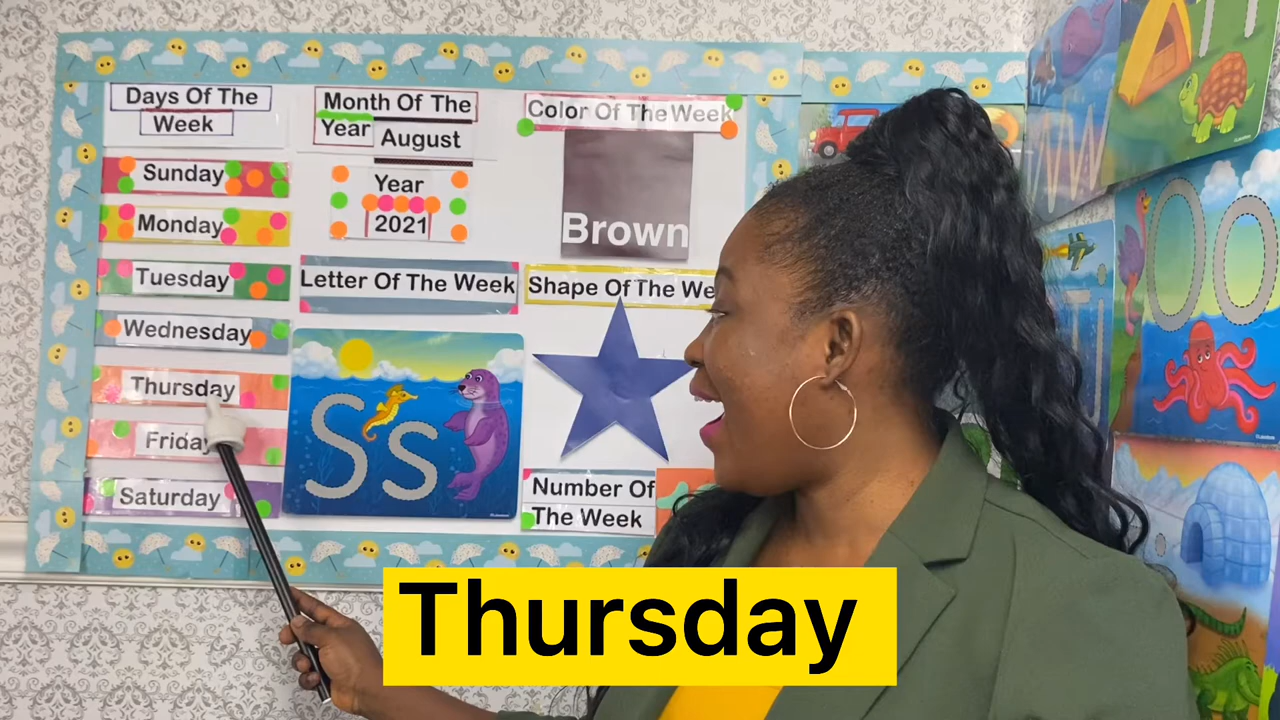 Days Of The
Week
Sunday
Monday
Tuesday
Wednesday
Thursday
Friday
Saturday
Month Of The
Year
August
Year
2021
Letter Of The Week
Ss
Color Of The Week
Brown
Shape Of The We
Number Of
The Week
Oo
Thursday